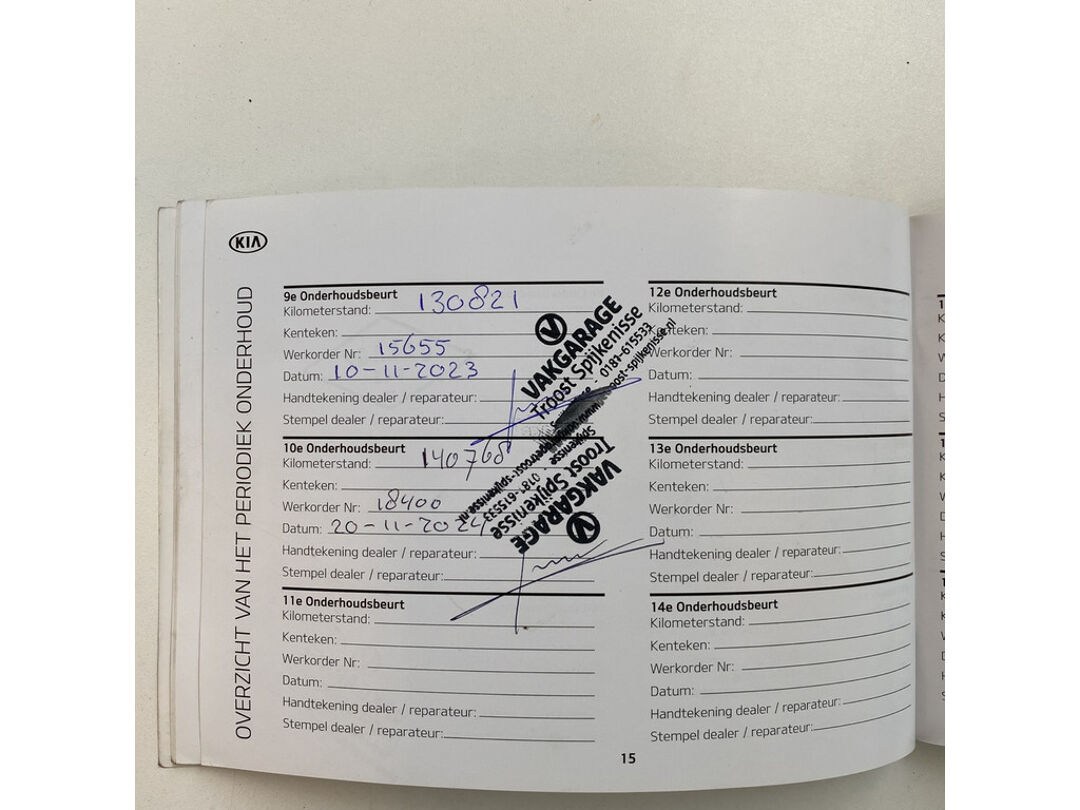 KIA
OVERZICHT VAN HET PERIODIEK ONDERHOUD
9e Onderhoudsbeurt
Kilometerstand: 130821
Kenteken:
Werkorder Nr: 15655
Datum: 10-11-2023
Handtekening dealer / reparateur:
Stempel dealer / reparateur:
VAKGARAGE
Troost Spijkenisse
0181-615533
10e Onderhoudsbeurt
Kilometerstand: 140768
Kenteken:
Werkorder Nr: 18400
Datum: 20-11-2024
Handtekening dealer / reparateur:
Stempel dealer / reparateur:
VAKGARAGE
Troost Spijkenisse
Spijkenisse - 0181-615533
11e Onderhoudsbeurt
Kilometerstand:
Kenteken:
Werkorder Nr:
Datum:
Handtekening dealer / reparateur:
Stempel dealer / reparateur:
12e Onderhoudsbeurt
Kilometerstand:
Kenteken:
Werkorder Nr:
Datum:
Handtekening dealer / reparateur:
Stempel dealer / reparateur:
13e Onderhoudsbeurt
Kilometerstand:
Kenteken:
Werkorder Nr:
Datum:
Handtekening dealer / reparateur:
Stempel dealer / reparateur:
14e Onderhoudsbeurt
Kilometerstand:
Kenteken:
Werkorder Nr:
Datum:
Handtekening dealer / reparateur:
Stempel dealer / reparateur:
15